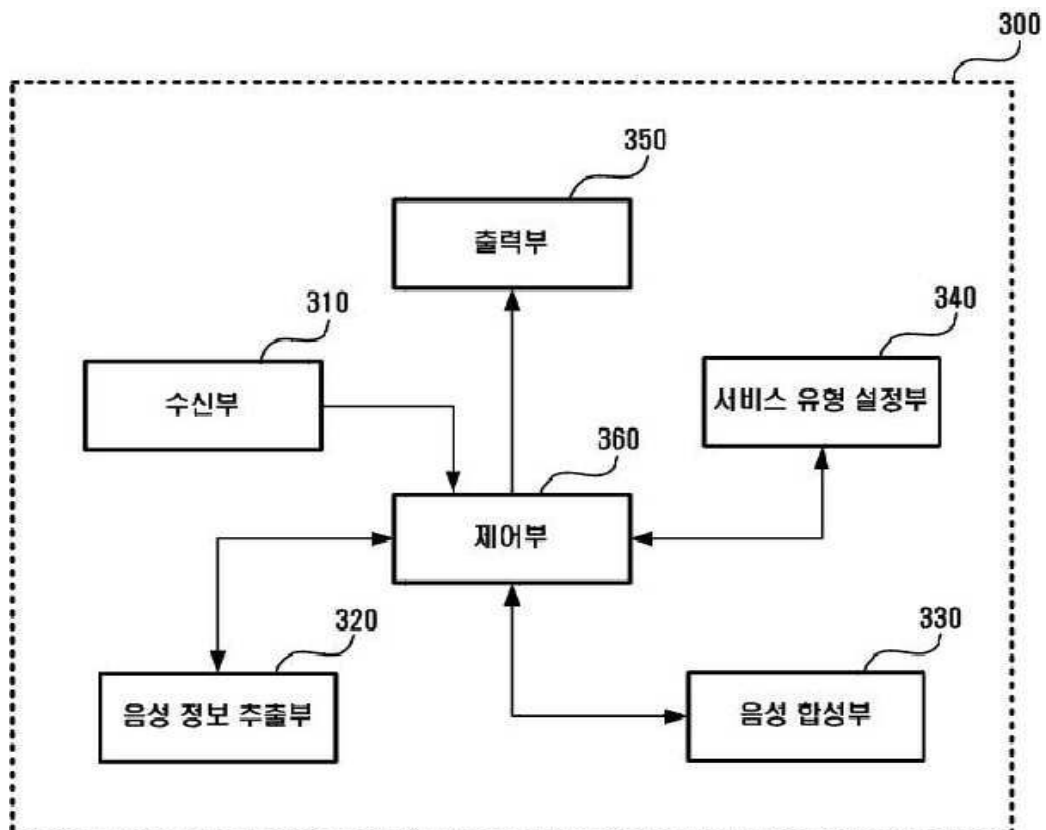 300
350
출력부
310
수신부
340
서비스 유형 설정부
360
제어부
320
음성 정보 추출부
330
음성 합성부